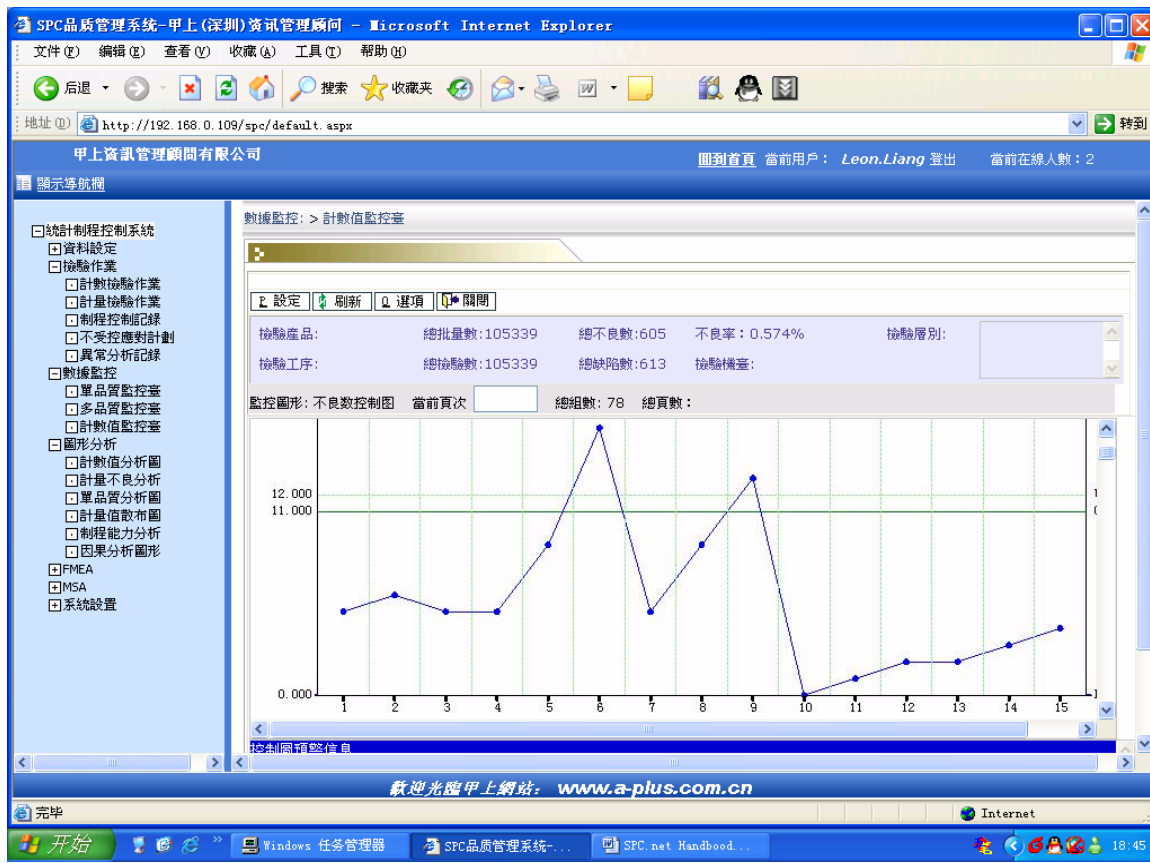 SPC品质管理系统-甲上(深圳)资讯管理顾问 - Microsoft Internet Explorer
文件(F) 编辑(E) 查看(V) 收藏(A) 工具(T) 帮助(H)
后退 搜索 收藏夹
地址(D) http://192.168.0.109/spc/default.aspx 转到
甲上資訊管理顧問有限公司
回到首頁 當前用戶： Leon.Liang 登出 當前在線人數：2
顯示導航欄
數據監控: > 計數值監控臺
統計制程控制系統
資料設定
檢驗作業
計數檢驗作業
計量檢驗作業
制程控制記錄
不受控應對計劃
異常分析記錄
數據監控
單品質監控臺
多品質監控臺
計數值監控臺
圖形分析
計數值分析圖
計量不良分析
單品質分析圖
計量值散布圖
制程能力分析
因果分析圖形
FMEA
MSA
系統設置
P 設定 刷新 O 選項 關閉
檢驗産品: 總批量數:105339 總不良數:605 不良率：0.574% 檢驗層別:
檢驗工序: 總檢驗數:105339 總缺陷數:613 檢驗機臺:
監控圖形: 不良数控制图 當前頁次 總組數: 78 總頁數：
12.000
11.000
0.000
1 2 3 4 5 6 7 8 9 10 11 12 13 14 15
控制圖預警信息
歡迎光臨甲上網站： www.a-plus.com.cn
完毕 Internet
开始 Windows 任务管理器 SPC品质管理系统-... SPC.net Handbood... 18:45